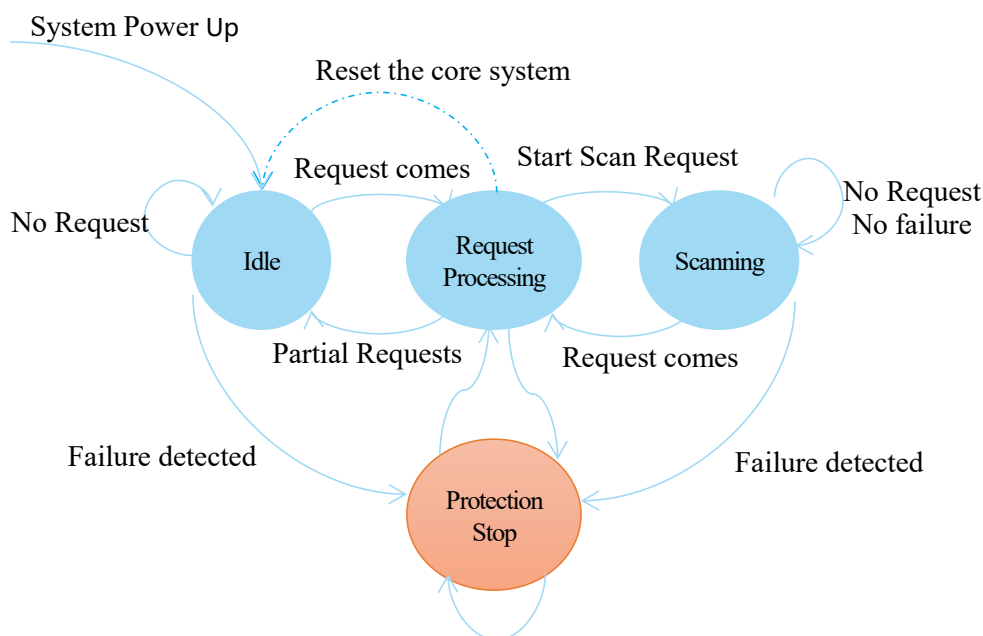 System Power Up
Reset the core system
Request comes
Start Scan Request
No Request
No Request
No failure
Idle
Request
Processing
Scanning
Partial Requests
Request comes
Failure detected
Failure detected
Protection
Stop